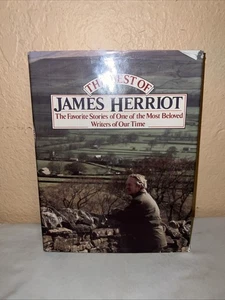 THE BEST OF
JAMES HERRIOT
The Favorite Stories of One of the Most Beloved
Writers of Our Time